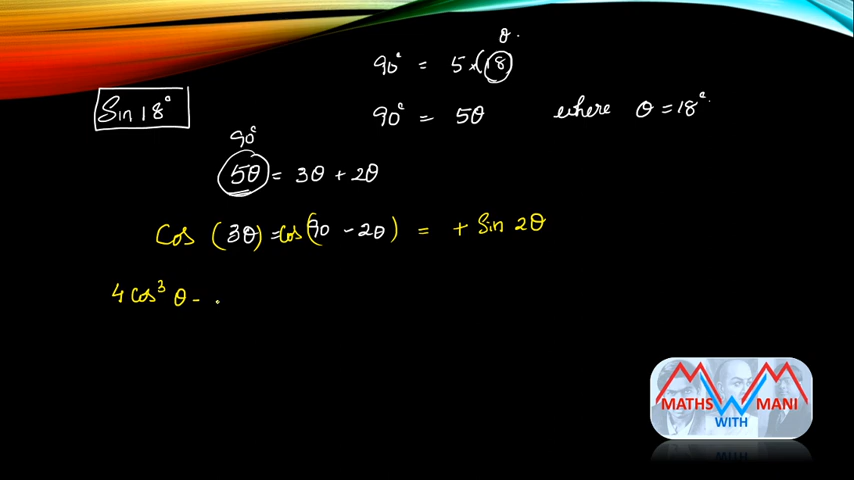 θ.
90° = 5×(18
Sin 18°
90° = 5θ where θ = 18°.
90°
5θ = 3θ + 2θ
Cos (3θ) = cos(90 - 2θ) = + Sin 2θ
4 cos³ θ - .
MATHS WITH MANI